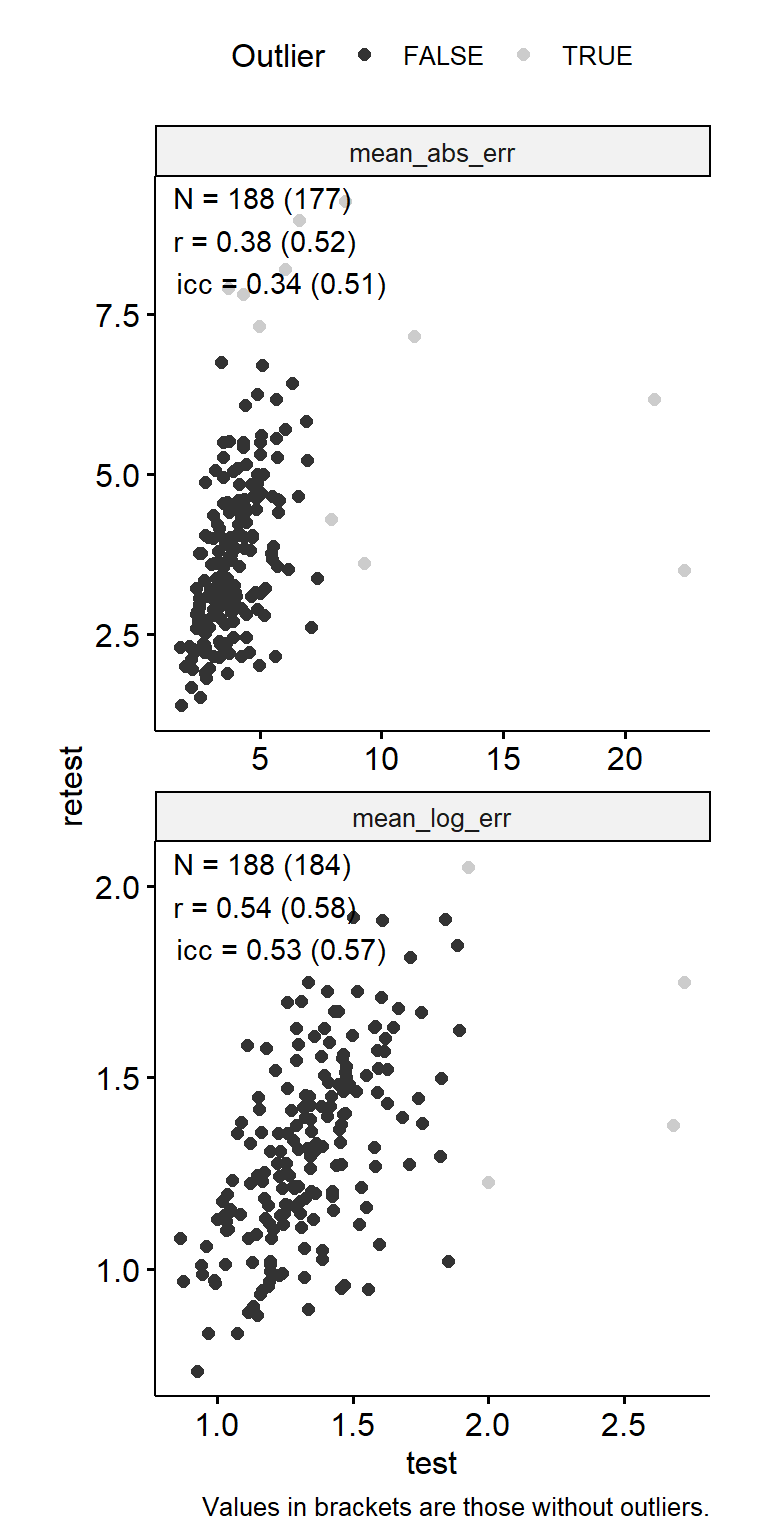 Outlier FALSE TRUE
mean_abs_err
N = 188 (177)
r = 0.38 (0.52)
icc = 0.34 (0.51)
7.5
5.0
2.5
5 10 15 20
retest
mean_log_err
N = 188 (184)
r = 0.54 (0.58)
icc = 0.53 (0.57)
2.0
1.5
1.0
1.0 1.5 2.0 2.5
test
Values in brackets are those without outliers.